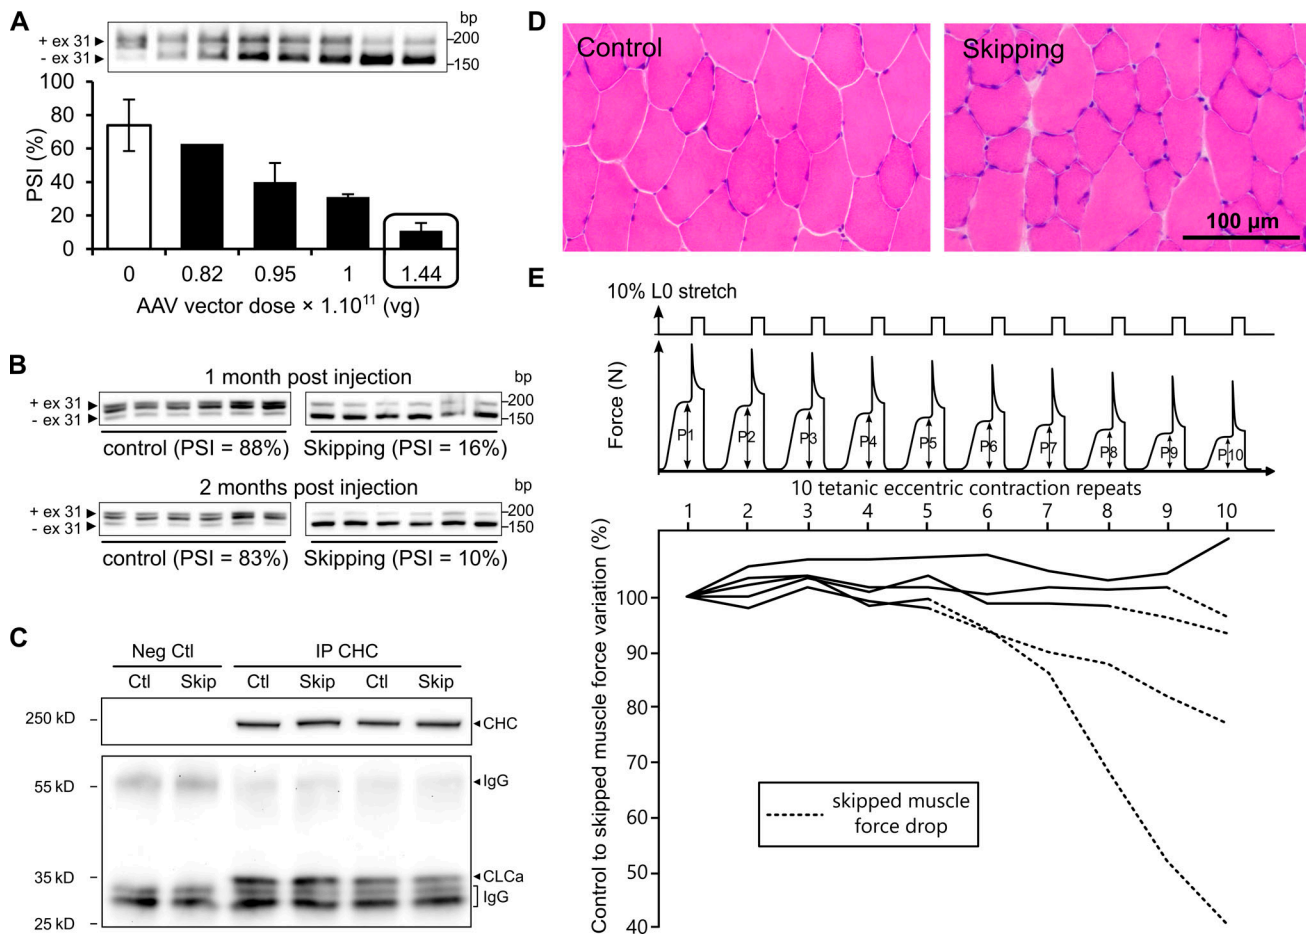 A
bp
+ ex 31
200
- ex 31
150
PSI (%)
100
80
60
40
20
0
0 0.82 0.95 1 1.44
AAV vector dose × 1.10¹¹ (vg)
B
1 month post injection
bp
+ ex 31
200
- ex 31
150
control (PSI = 88%) Skipping (PSI = 16%)
2 months post injection
bp
+ ex 31
200
- ex 31
150
control (PSI = 83%) Skipping (PSI = 10%)
C
Neg Ctl IP CHC
Ctl Skip Ctl Skip Ctl Skip
250 kD
CHC
55 kD
IgG
35 kD
CLCa
IgG
25 kD
D
Control
Skipping
100 µm
E
10% L0 stretch
Force (N)
P1 P2 P3 P4 P5 P6 P7 P8 P9 P10
10 tetanic eccentric contraction repeats
1 2 3 4 5 6 7 8 9 10
Control to skipped muscle force variation (%)
100
90
80
70
60
50
40
skipped muscle
force drop